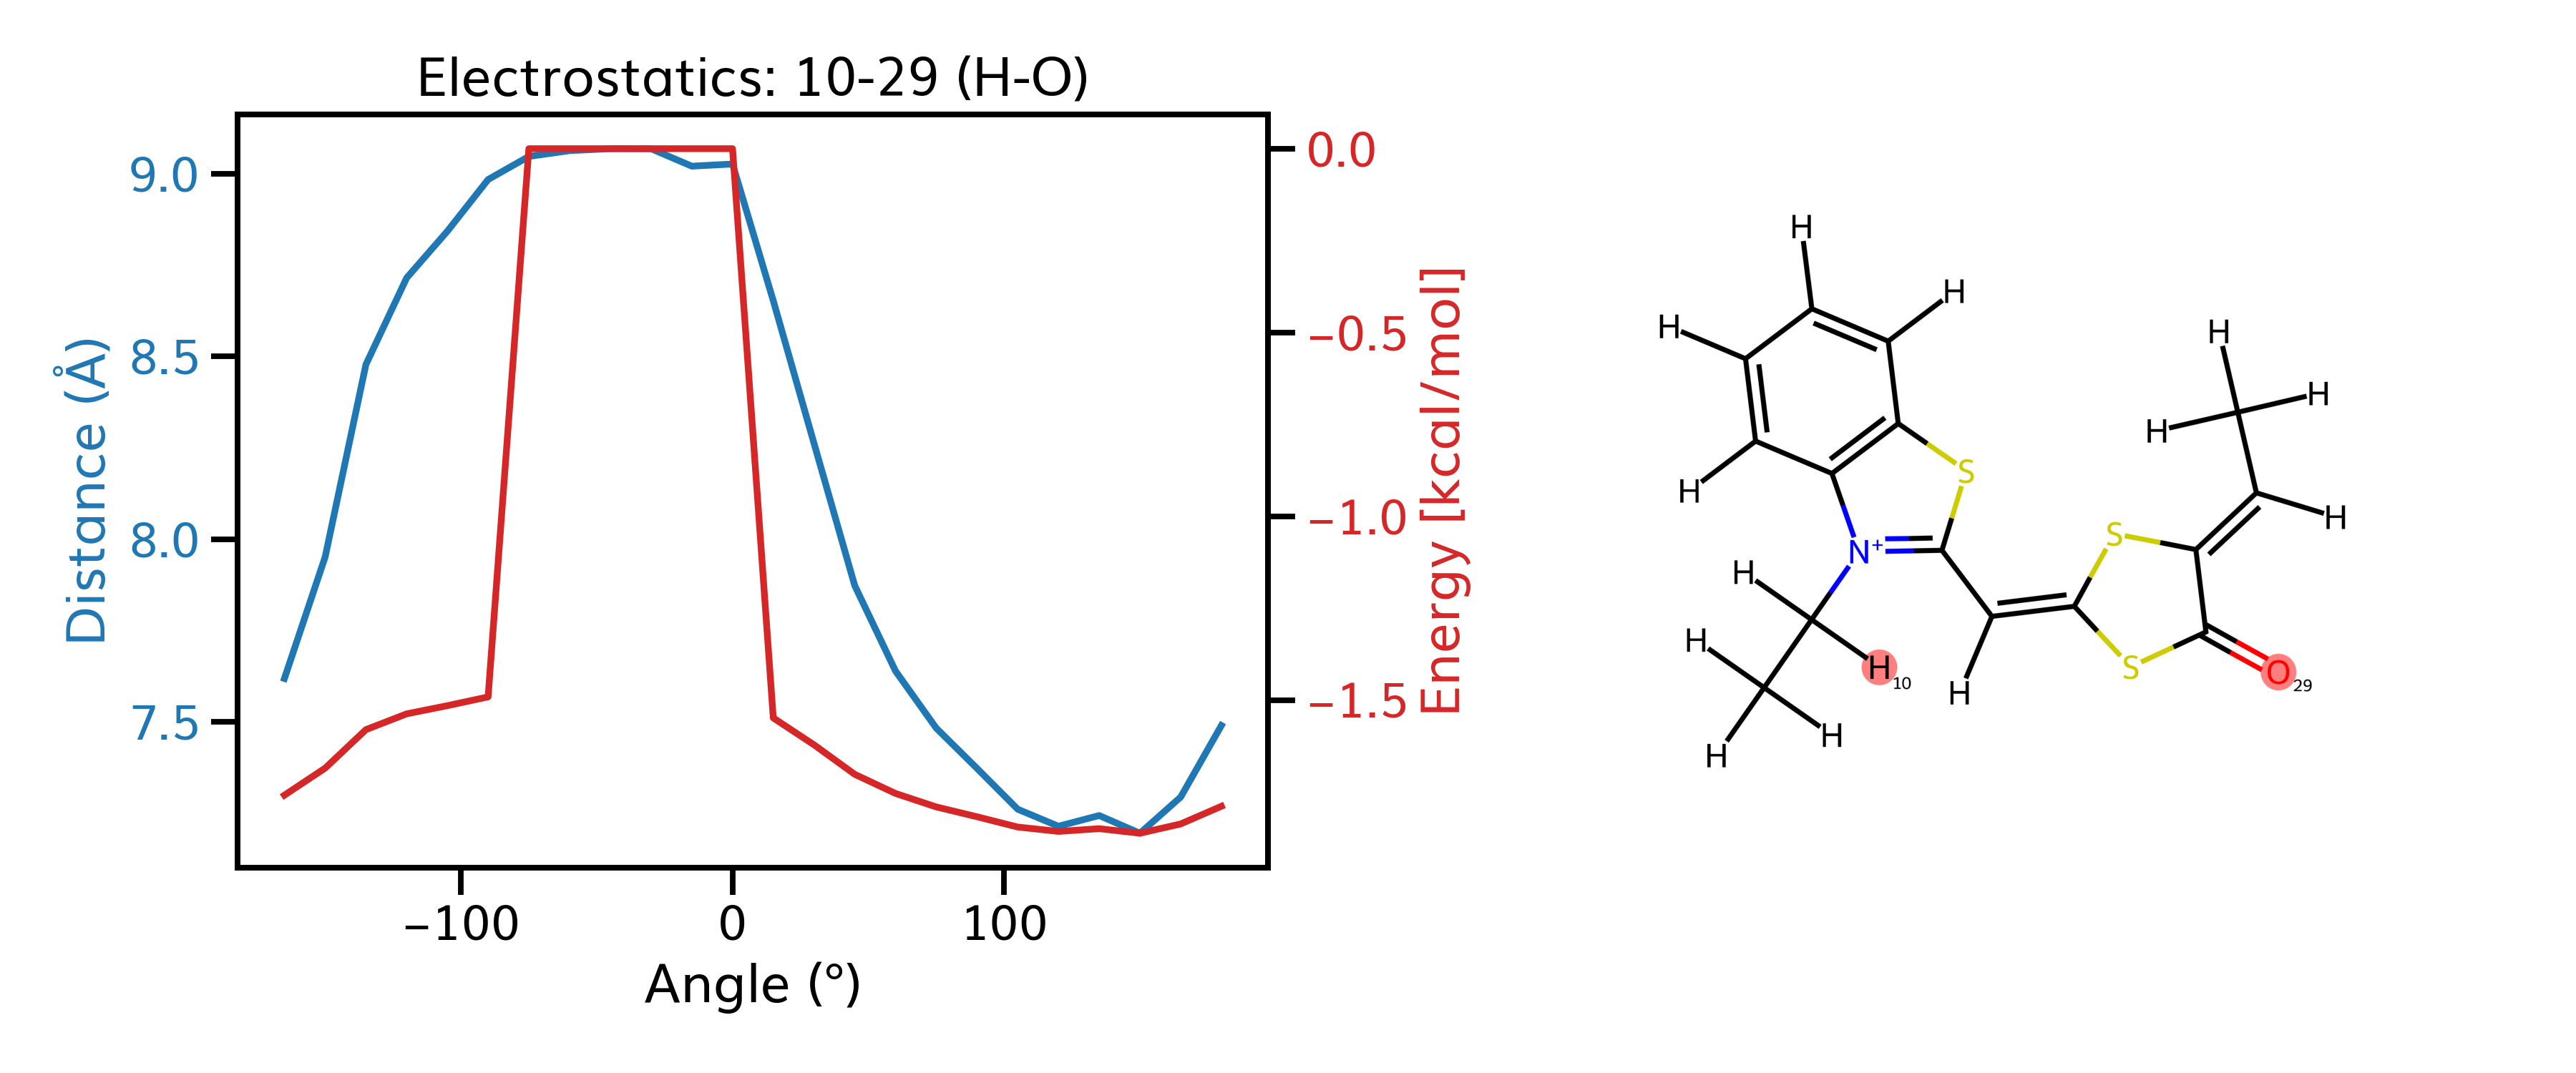 Electrostatics: 10-29 (H-O)
9.0
8.5
8.0
7.5
Distance (Å)
0.0
−0.5
−1.0
−1.5
Energy [kcal/mol]
−100
0
100
Angle (°)
H
H
H
H
H
H
H
S
H
S
H
N⁺
H
H
S
H 10
O 29
H
H
H